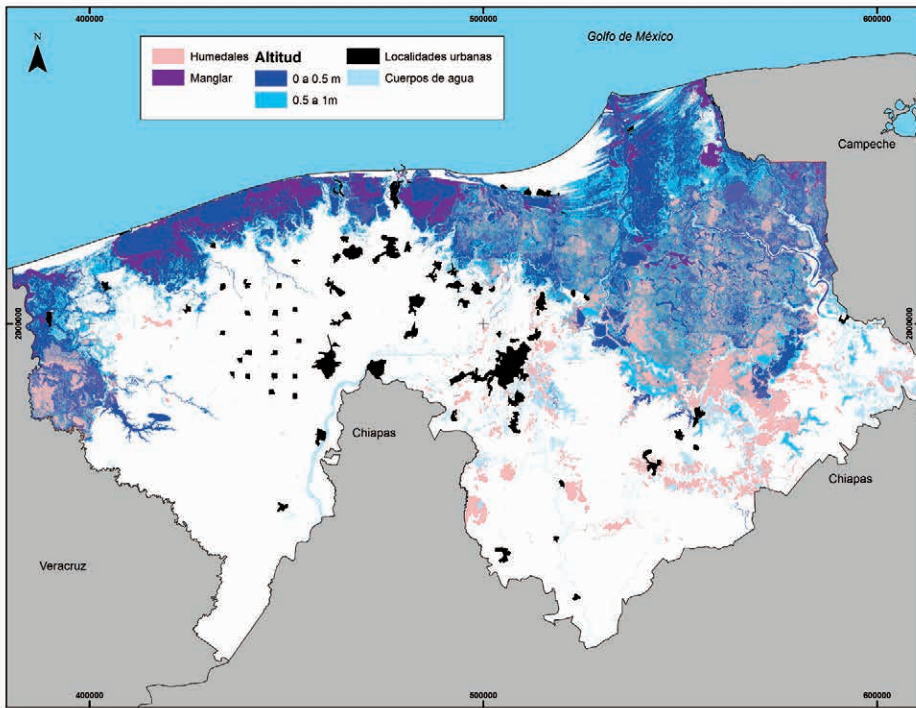 400000
500000
600000
Golfo de México
N
Humedales
Manglar
Altitud
0 a 0.5 m
0.5 a 1m
Localidades urbanas
Cuerpos de agua
Campeche
2000000
2000000
Chiapas
Chiapas
Veracruz
400000
500000
600000